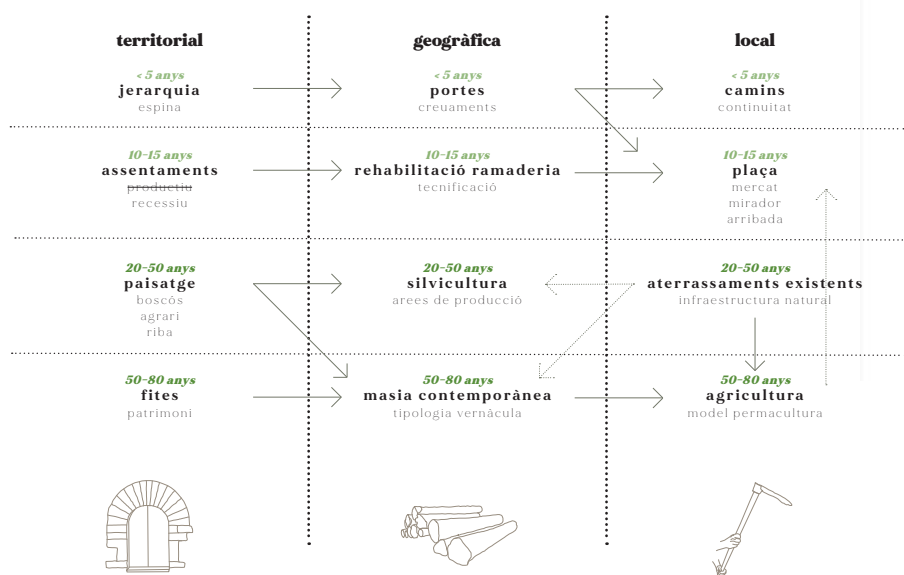 territorial
geogràfica
local
< 5 anys
jerarquia
espina
< 5 anys
portes
creuaments
< 5 anys
camins
continuïtat
10-15 anys
assentaments
productiu
recessiu
10-15 anys
rehabilitació ramaderia
tecnificació
10-15 anys
plaça
mercat
mirador
arribada
20-50 anys
paisatge
boscós
agrari
riba
20-50 anys
silvicultura
arees de producció
20-50 anys
aterrassaments existents
infraestructura natural
50-80 anys
fites
patrimoni
50-80 anys
masia contemporànea
tipologia vernàcula
50-80 anys
agricultura
model permacultura